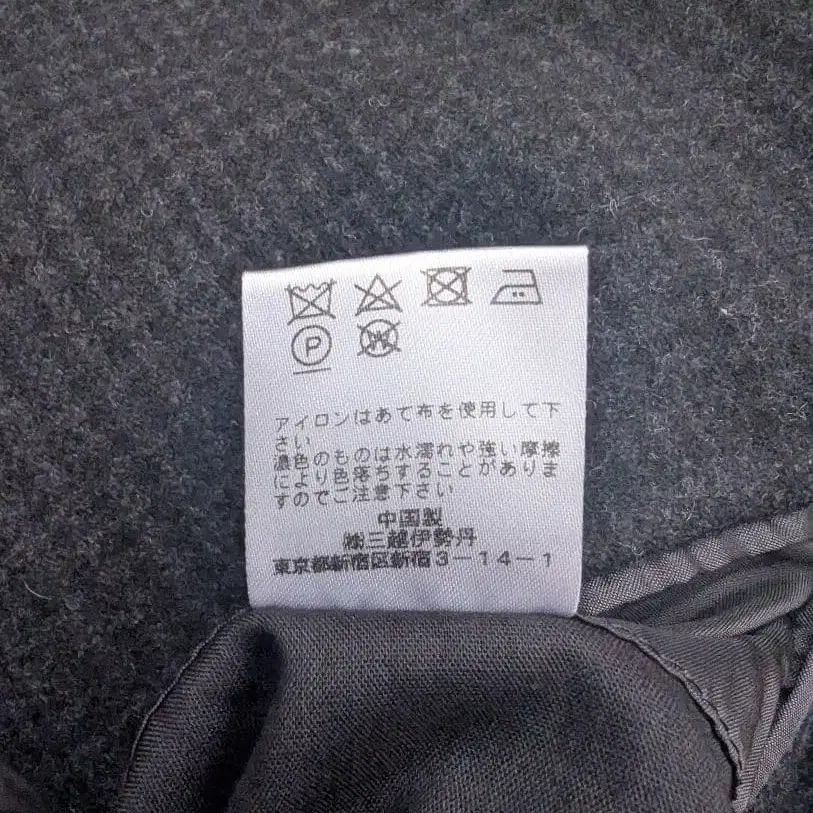 P
W
アイロンはあて布を使用して下
さい
濃色のものは水濡れや強い摩擦
により色落ちすることがありま
すのでご注意下さい
中国製
㈱三越伊勢丹
東京都新宿区新宿3-14-1